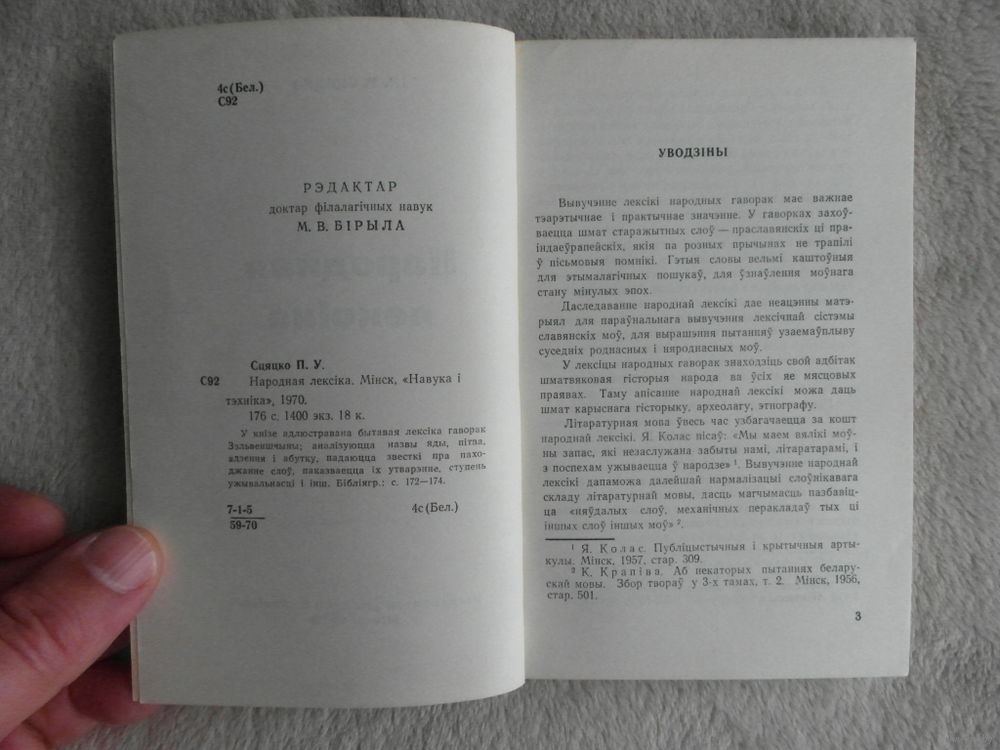 4с(Бел.)
С92
РЭДАКТАР
доктар філалагічных навук
М. В. БІРЫЛА
Сцяцко П. У.
С92 Народная лексіка. Мінск, «Навука і
тэхніка», 1970.
176 с. 1400 экз. 18 к.
У кнізе адлюстравана бытавая лексіка гаворак
Зэльвеншчыны; аналізуюцца назвы яды, пітва,
адзення і абутку, падаюцца звесткі пра пахо-
джанне слоў, паказваецца іх утварэнне, ступень
ужывальнасці і інш. Бібліягр.: с. 172—174.
7-1-5 4с(Бел.)
59-70
УВОДЗІНЫ
Вывучэнне лексікі народных гаворак мае важнае
тэарэтычнае і практычнае значэнне. У гаворках захоў-
ваецца шмат старажытных слоў — праславянскіх ці пра-
індаеўрапейскіх, якія па розных прычынах не трапілі
ў пісьмовыя помнікі. Гэтыя словы вельмі каштоўныя
для этымалагічных пошукаў, для ўзнаўлення моўнага
стану мінулых эпох.
Даследаванне народнай лексікі дае неацэнны матэ-
рыял для параўнальнага вывучэння лексічнай сістэмы
славянскіх моў, для вырашэння пытанняў узаемаўплыву
суседніх роднасных і няроднасных моў.
У лексіцы народных гаворак знаходзіць свой адбітак
шматвяковая гісторыя народа ва ўсіх яе мясцовых
праявах. Таму апісанне народнай лексікі можа даць
шмат карыснага гісторыку, археолагу, этнографу.
Літаратурная мова ўвесь час узбагачаецца за кошт
народнай лексікі. Я. Колас пісаў: «Мы маем вялікі моў-
ны запас, які незаслужана забыты намі, літаратарамі, і
з поспехам ужываецца ў народзе» ¹. Вывучэнне народнай
лексікі дапаможа далейшай нармалізацыі слоўнікавага
складу літаратурнай мовы, дасць магчымасць пазбавіц-
ца «няўдалых слоў, механічных перакладаў тых ці
іншых слоў іншых моў» ².
¹ Я. Колас. Публіцыстычныя і крытычныя арты-
кулы. Мінск, 1957, стар. 309.
² К. Крапіва. Аб некаторых пытаннях беларус-
кай мовы. Збор твораў у 3-х тамах, т. 2. Мінск, 1956,
стар. 501.
3